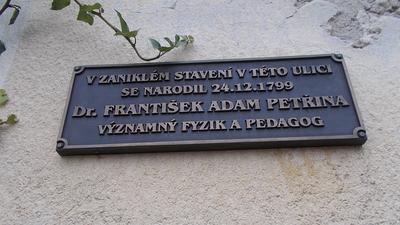 V ZANIKLÉM STAVENÍ V TÉTO ULICI
SE NARODIL 24.12.1799
Dr. FRANTIŠEK ADAM PETŘINA
VÝZNAMNÝ FYZIK A PEDAGOG